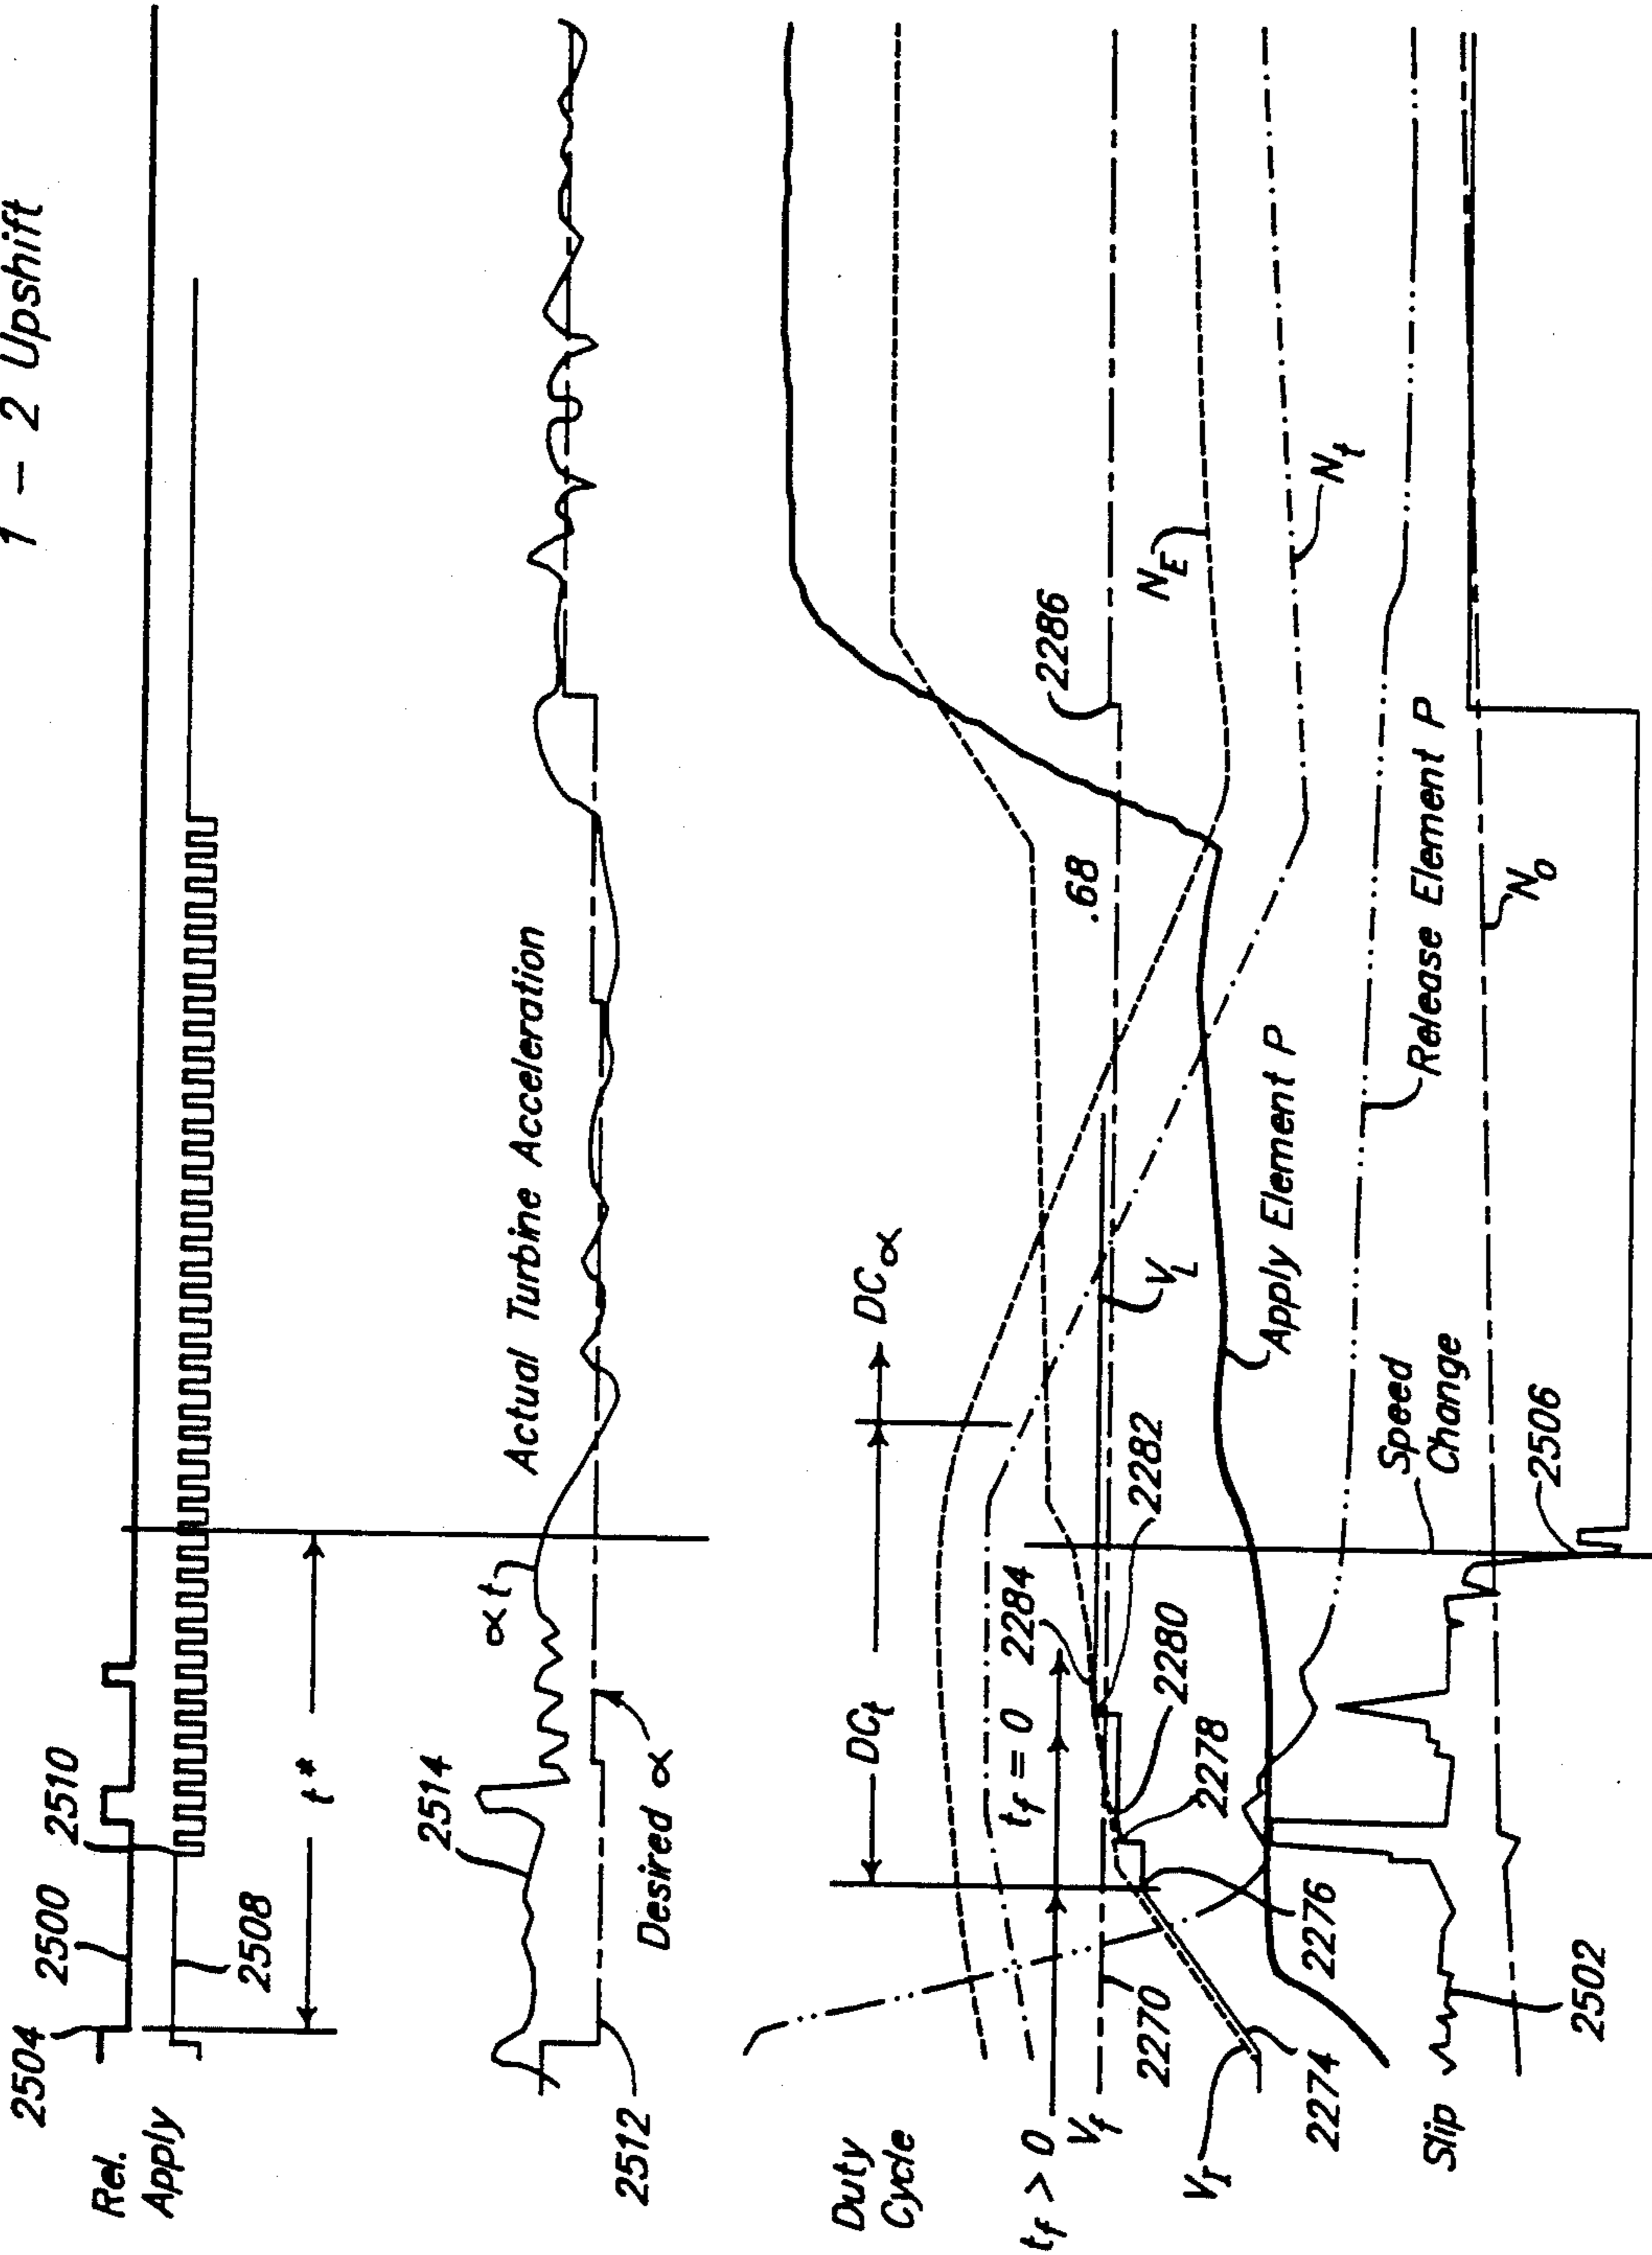 1 – 2 Upshift
2504
2500
2510
Rel.
Apply
2508
t*
2514
α t
Actual Turbine Acceleration
2512
Desired α
Duty
Cycle
DCt
DCα
tf > 0
tf = 0
2284
2282
Vf
2270
2280
2278
2276
VI
2274
VL
.68
2286
NE
Nt
Apply Element P
Release Element P
Speed
Change
No
Slip
2502
2506